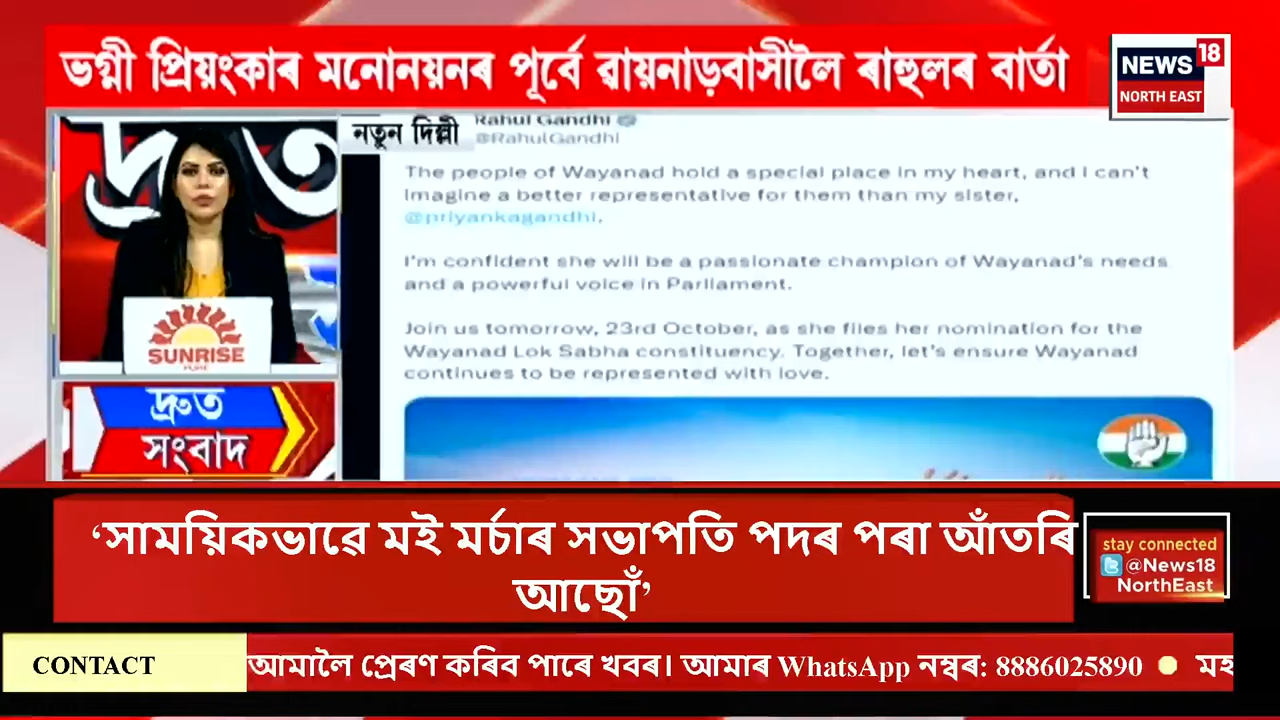 ভগ্নী প্ৰিয়ংকাৰ মনোনয়নৰ পূৰ্বে ৱায়নাড়বাসীলৈ ৰাহুলৰ বাৰ্তা
NEWS 18
NORTH EAST
নতুন দিল্লী
Rahul Gandhi
@RahulGandhi
The people of Wayanad hold a special place in my heart, and I can't
imagine a better representative for them than my sister,
@priyankagandhi.
I'm confident she will be a passionate champion of Wayanad's needs
and a powerful voice in Parliament.
Join us tomorrow, 23rd October, as she files her nomination for the
Wayanad Lok Sabha constituency. Together, let's ensure Wayanad
continues to be represented with love.
দ্ৰুত
SUNRISE
PURE
দ্ৰুত
সংবাদ
‘সাময়িকভাৱে মই মৰ্চাৰ সভাপতি পদৰ পৰা আঁতৰি
আছোঁ’
stay connected
@News18
NorthEast
CONTACT
আমালৈ প্ৰেৰণ কৰিব পাৰে খবৰ। আমাৰ WhatsApp নম্বৰ: 8886025890